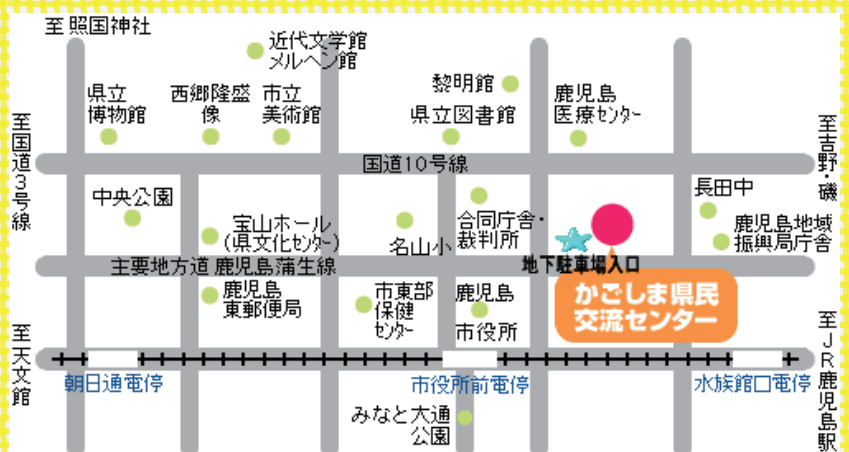 至 照国神社
近代文学館
メルヘン館
黎明館
県立
博物館
西郷隆盛
像
市立
美術館
県立図書館
鹿児島
医療センター
至国道3号線
至吉野・磯
国道10号線
中央公園
宝山ホール
(県文化センター)
名山小
合同庁舎・
裁判所
長田中
鹿児島地域
振興局庁舎
主要地方道 鹿児島蒲生線
地下駐車場入口
かごしま県民
交流センター
鹿児島
東郵便局
市東部
保健
センター
鹿児島
市役所
至天文館
至JR鹿児島駅
朝日通電停
市役所前電停
水族館口電停
みなと大通
公園